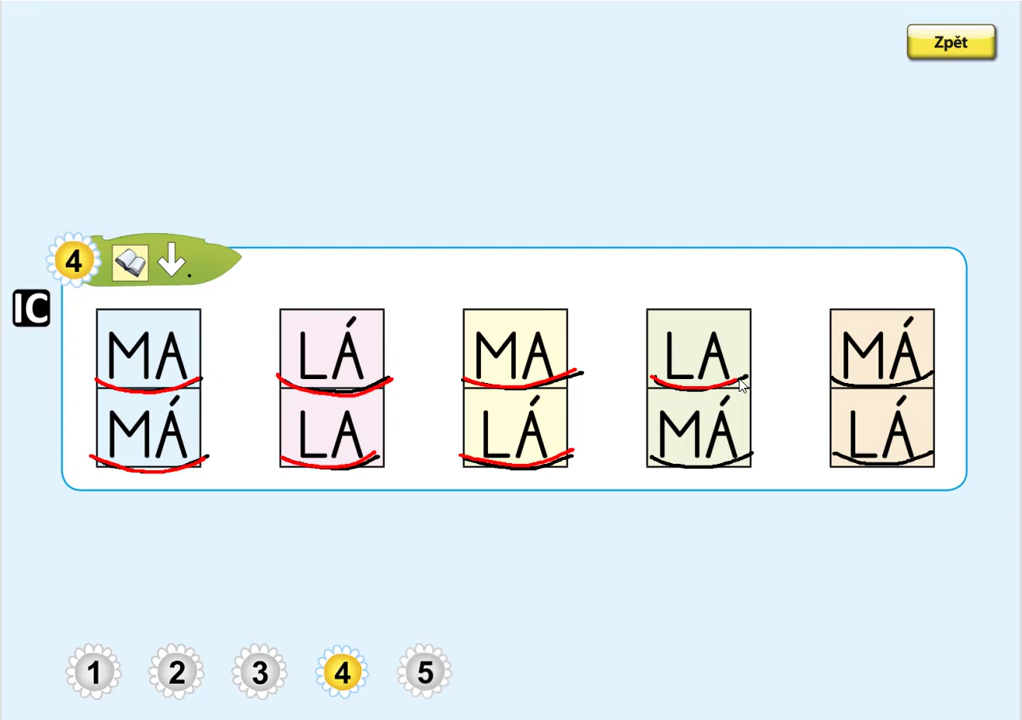 Zpět
4 .
IC
MA LÁ MA LA MÁ
MÁ LA LÁ MÁ LÁ
1 2 3 4 5